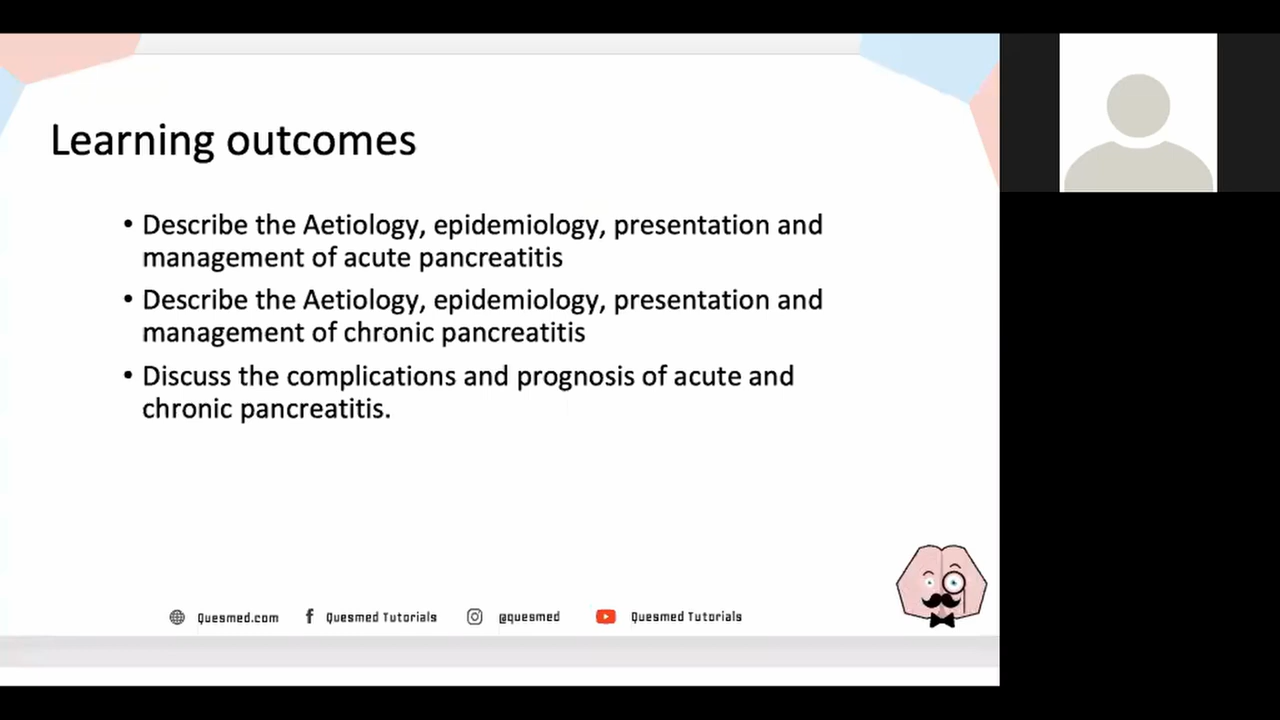 Learning outcomes
• Describe the Aetiology, epidemiology, presentation and
management of acute pancreatitis
• Describe the Aetiology, epidemiology, presentation and
management of chronic pancreatitis
• Discuss the complications and prognosis of acute and
chronic pancreatitis.
Quesmed.com f Quesmed Tutorials @quesmed Quesmed Tutorials